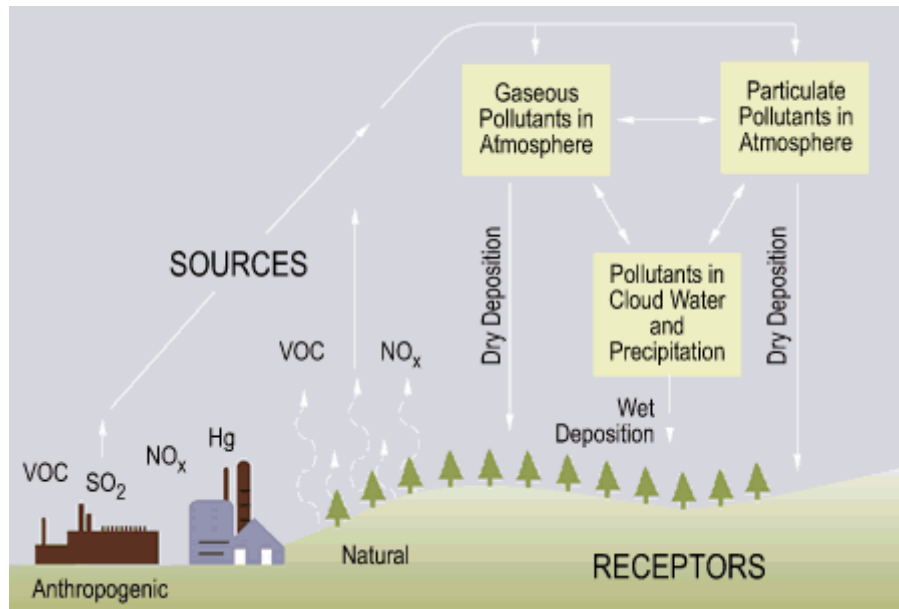 Gaseous
Pollutants in
Atmosphere
Particulate
Pollutants in
Atmosphere
SOURCES
Dry Deposition
Pollutants in
Cloud Water
and
Precipitation
Dry Deposition
VOC
NOx
Wet
Deposition
VOC
SO2
NOx
Hg
Natural
RECEPTORS
Anthropogenic